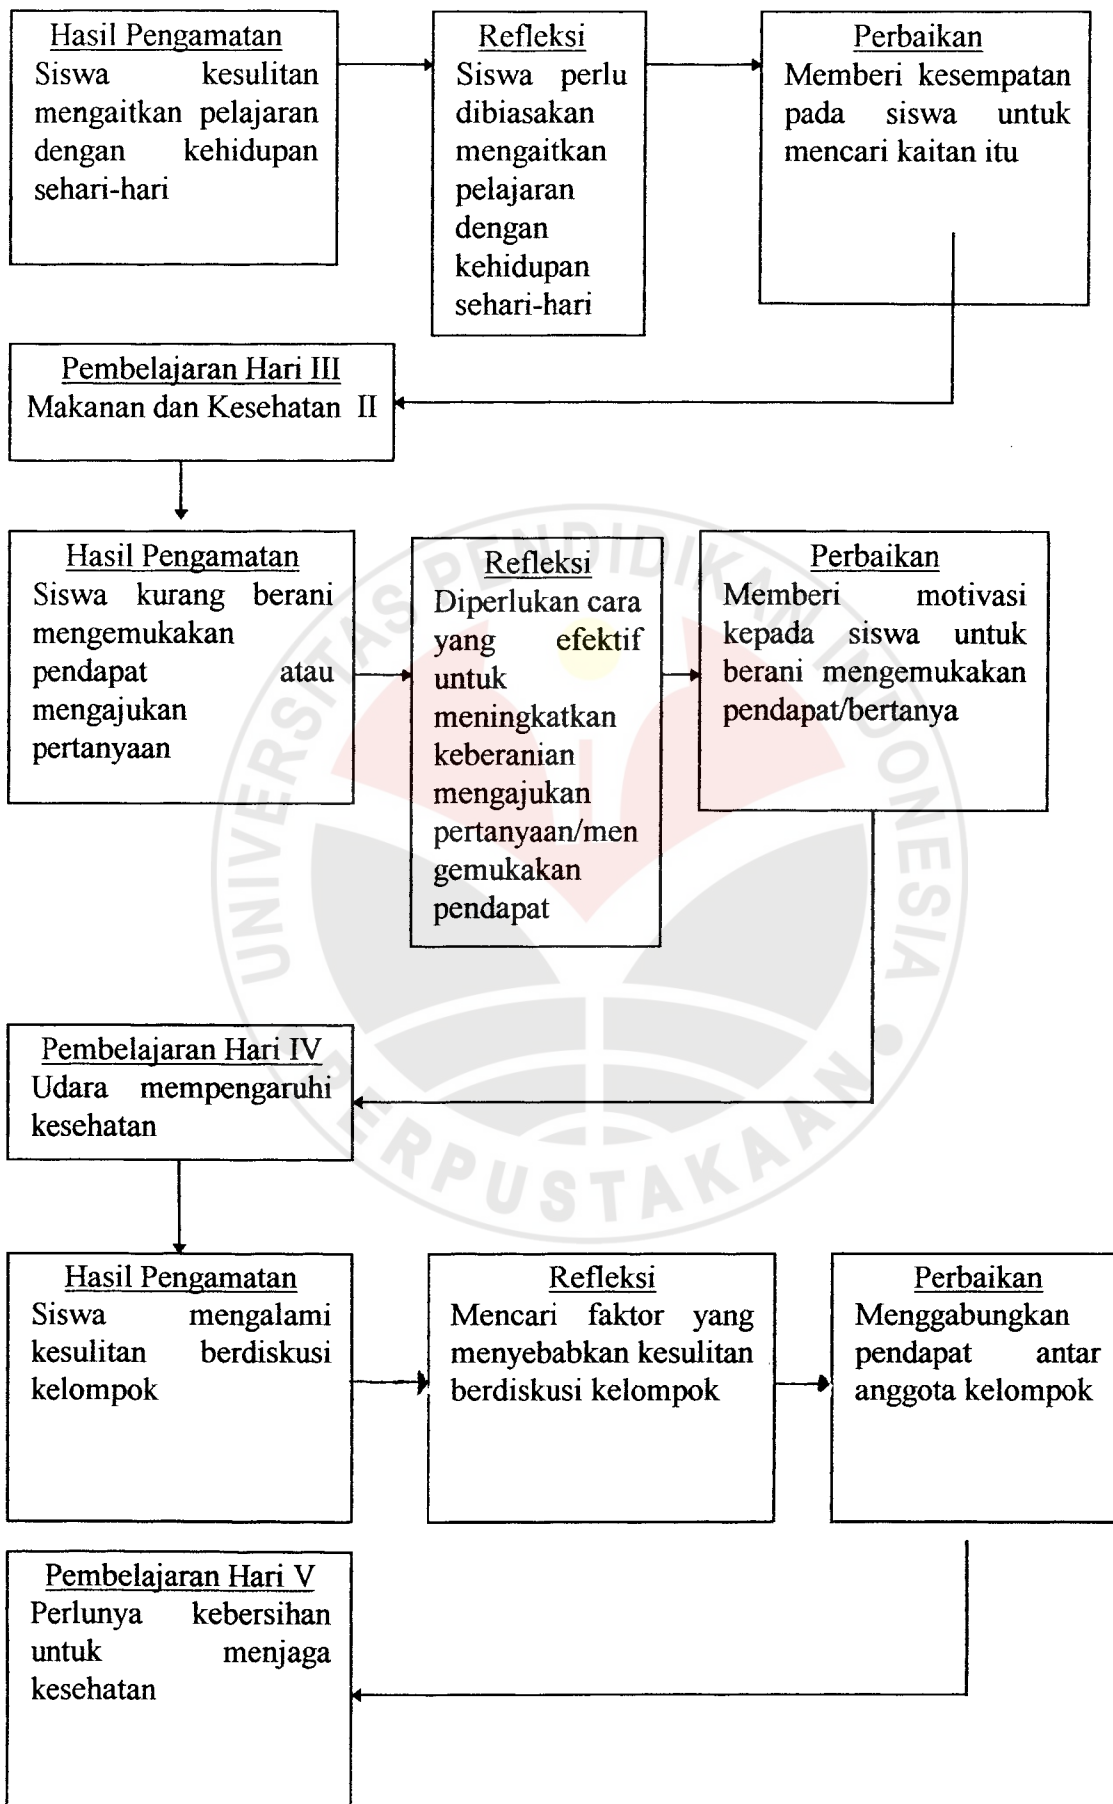 Hasil Pengamatan
Siswa kesulitan
mengaitkan pelajaran
dengan kehidupan
sehari-hari
Refleksi
Siswa perlu
dibiasakan
mengaitkan
pelajaran
dengan
kehidupan
sehari-hari
Perbaikan
Memberi kesempatan
pada siswa untuk
mencari kaitan itu
Pembelajaran Hari III
Makanan dan Kesehatan II
Hasil Pengamatan
Siswa kurang berani
mengemukakan
pendapat atau
mengajukan
pertanyaan
Refleksi
Diperlukan cara
yang efektif
untuk
meningkatkan
keberanian
mengajukan
pertanyaan/men
gemukakan
pendapat
Perbaikan
Memberi motivasi
kepada siswa untuk
berani mengemukakan
pendapat/bertanya
Pembelajaran Hari IV
Udara mempengaruhi
kesehatan
Hasil Pengamatan
Siswa mengalami
kesulitan berdiskusi
kelompok
Refleksi
Mencari faktor yang
menyebabkan kesulitan
berdiskusi kelompok
Perbaikan
Menggabungkan
pendapat antar
anggota kelompok
Pembelajaran Hari V
Perlunya kebersihan
untuk menjaga
kesehatan
UNIVERSITAS PENDIDIKAN INDONESIA
PERPUSTAKAAN